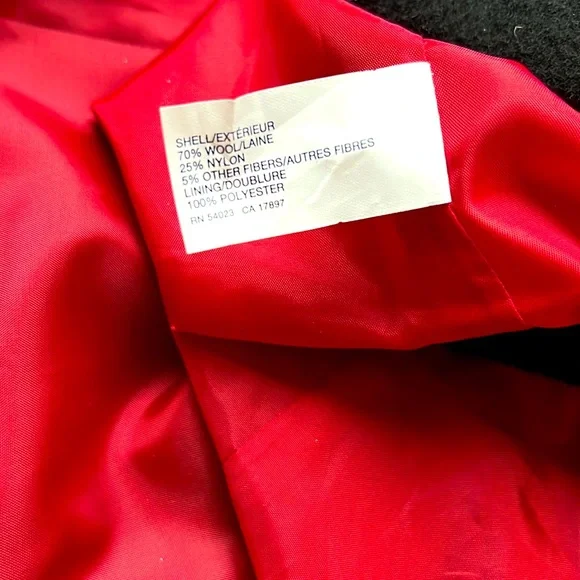 SHELL/EXTÉRIEUR
70% WOOL/LAINE
25% NYLON
5% OTHER FIBERS/AUTRES FIBRES
LINING/DOUBLURE
100% POLYESTER
RN 54023 CA 17897